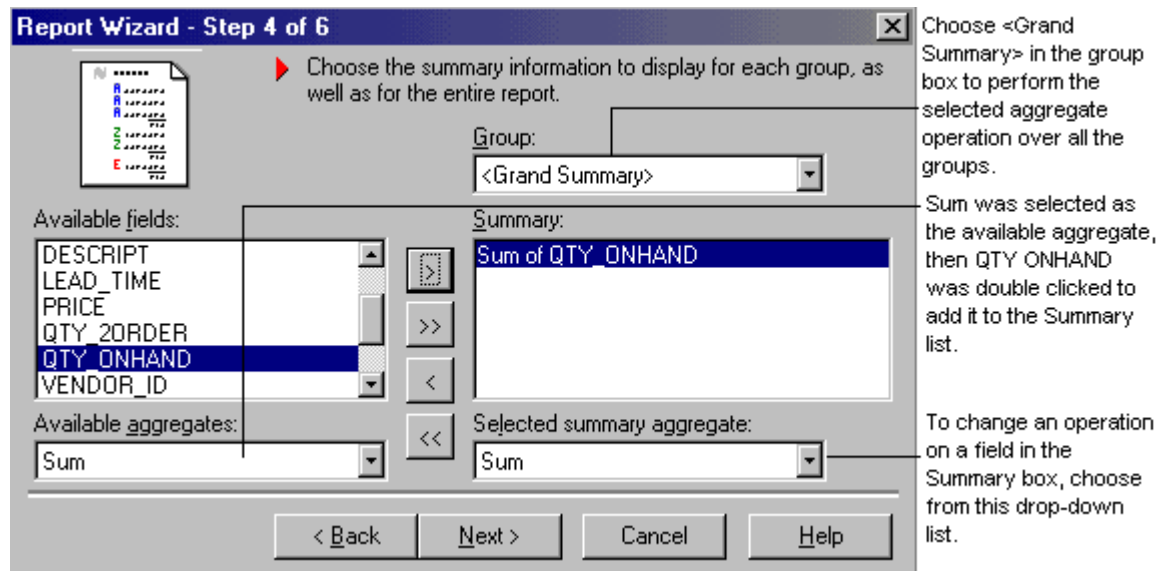 Report Wizard - Step 4 of 6
Choose the summary information to display for each group, as
well as for the entire report.
Group:
<Grand Summary>
Available fields:
DESCRIPT
LEAD_TIME
PRICE
QTY_2ORDER
QTY_ONHAND
VENDOR_ID
>
>>
<
<<
Summary:
Sum of QTY_ONHAND
Available aggregates:
Sum
Selected summary aggregate:
Sum
< Back
Next >
Cancel
Help
Choose <Grand
Summary> in the group
box to perform the
selected aggregate
operation over all the
groups.
Sum was selected as
the available aggregate,
then QTY ONHAND
was double clicked to
add it to the Summary
list.
To change an operation
on a field in the
Summary box, choose
from this drop-down
list.